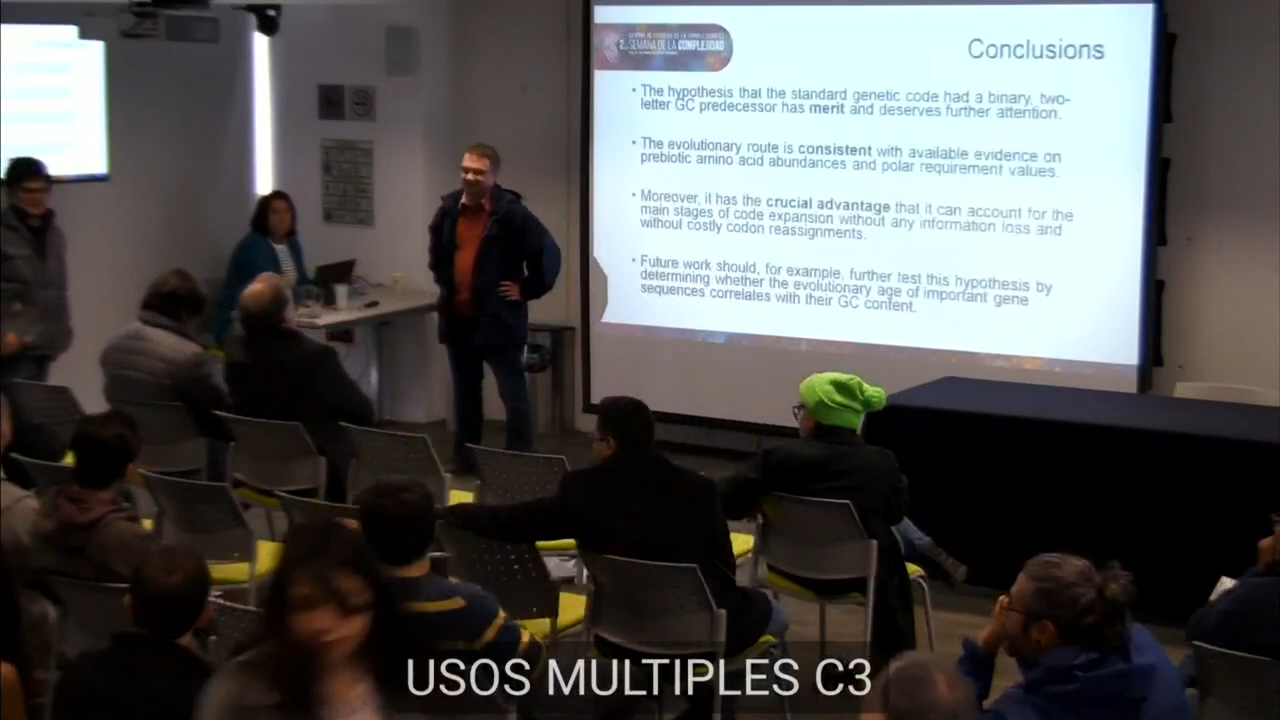 2da SEMANA DE LA COMPLEJIDAD
Conclusions
• The hypothesis that the standard genetic code had a binary, two-
letter GC predecessor has merit and deserves further attention.
• The evolutionary route is consistent with available evidence on
prebiotic amino acid abundances and polar requirement values.
• Moreover, it has the crucial advantage that it can account for the
main stages of code expansion without any information loss and
without costly codon reassignments.
• Future work should, for example, further test this hypothesis by
determining whether the evolutionary age of important gene
sequences correlates with their GC content.
USOS MULTIPLES C3